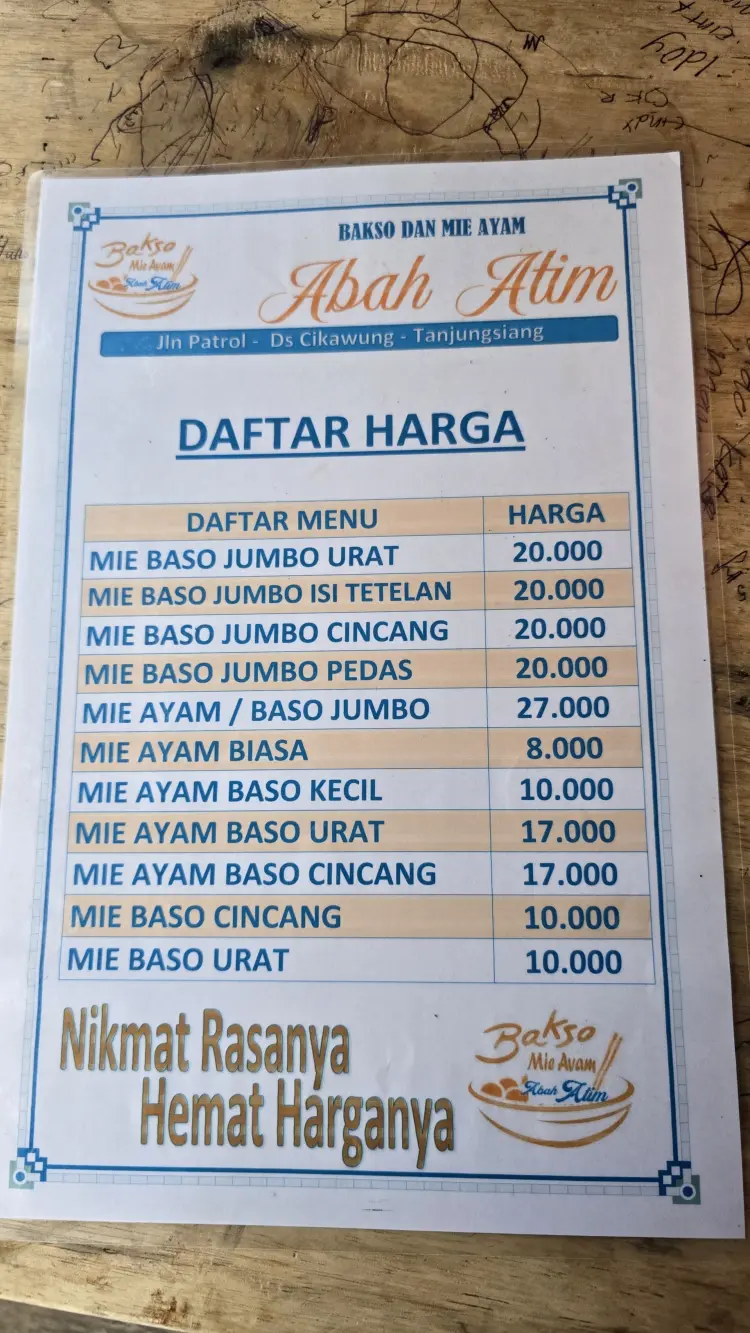 BAKSO DAN MIE AYAM
Bakso
Mie Ayam
Abah Atim
Abah Atim
Jln Patrol - Ds Cikawung - Tanjungsiang
DAFTAR HARGA
DAFTAR MENU HARGA
MIE BASO JUMBO URAT 20.000
MIE BASO JUMBO ISI TETELAN 20.000
MIE BASO JUMBO CINCANG 20.000
MIE BASO JUMBO PEDAS 20.000
MIE AYAM / BASO JUMBO 27.000
MIE AYAM BIASA 8.000
MIE AYAM BASO KECIL 10.000
MIE AYAM BASO URAT 17.000
MIE AYAM BASO CINCANG 17.000
MIE BASO CINCANG 10.000
MIE BASO URAT 10.000
Nikmat Rasanya
Hemat Harganya
Bakso
Mie Ayam
Abah Atim